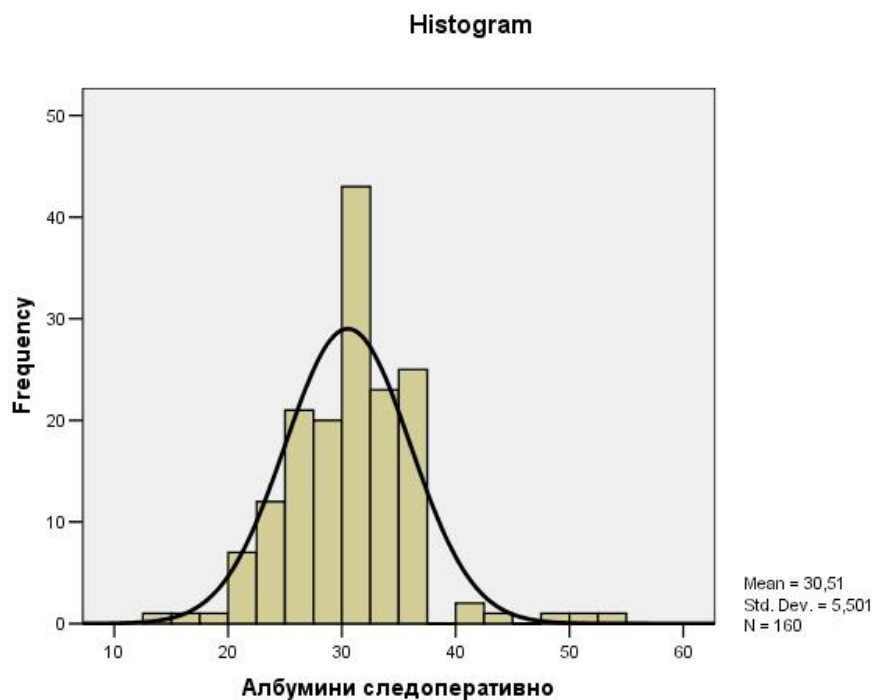 Histogram
50
40
30
20
10
0
Frequency
10 20 30 40 50 60
Албумини следоперативно
Mean = 30,51
Std. Dev. = 5,501
N = 160